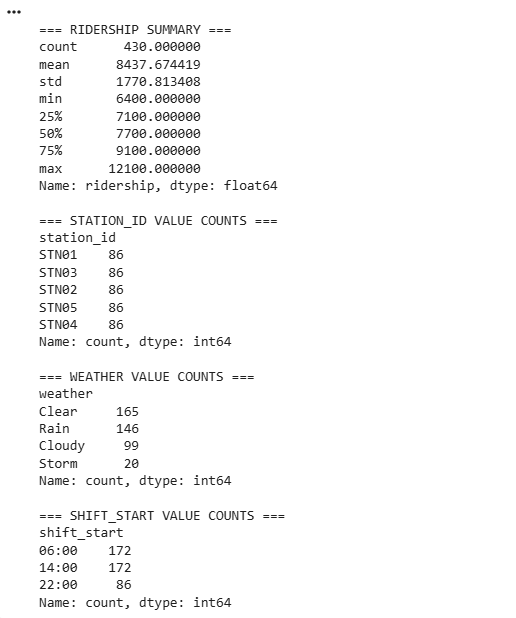 ...
=== RIDERSHIP SUMMARY ===
count      430.000000
mean      8437.674419
std       1770.813408
min       6400.000000
25%       7100.000000
50%       7700.000000
75%       9100.000000
max      12100.000000
Name: ridership, dtype: float64
=== STATION_ID VALUE COUNTS ===
station_id
STN01    86
STN03    86
STN02    86
STN05    86
STN04    86
Name: count, dtype: int64
=== WEATHER VALUE COUNTS ===
weather
Clear     165
Rain      146
Cloudy     99
Storm      20
Name: count, dtype: int64
=== SHIFT_START VALUE COUNTS ===
shift_start
06:00    172
14:00    172
22:00     86
Name: count, dtype: int64